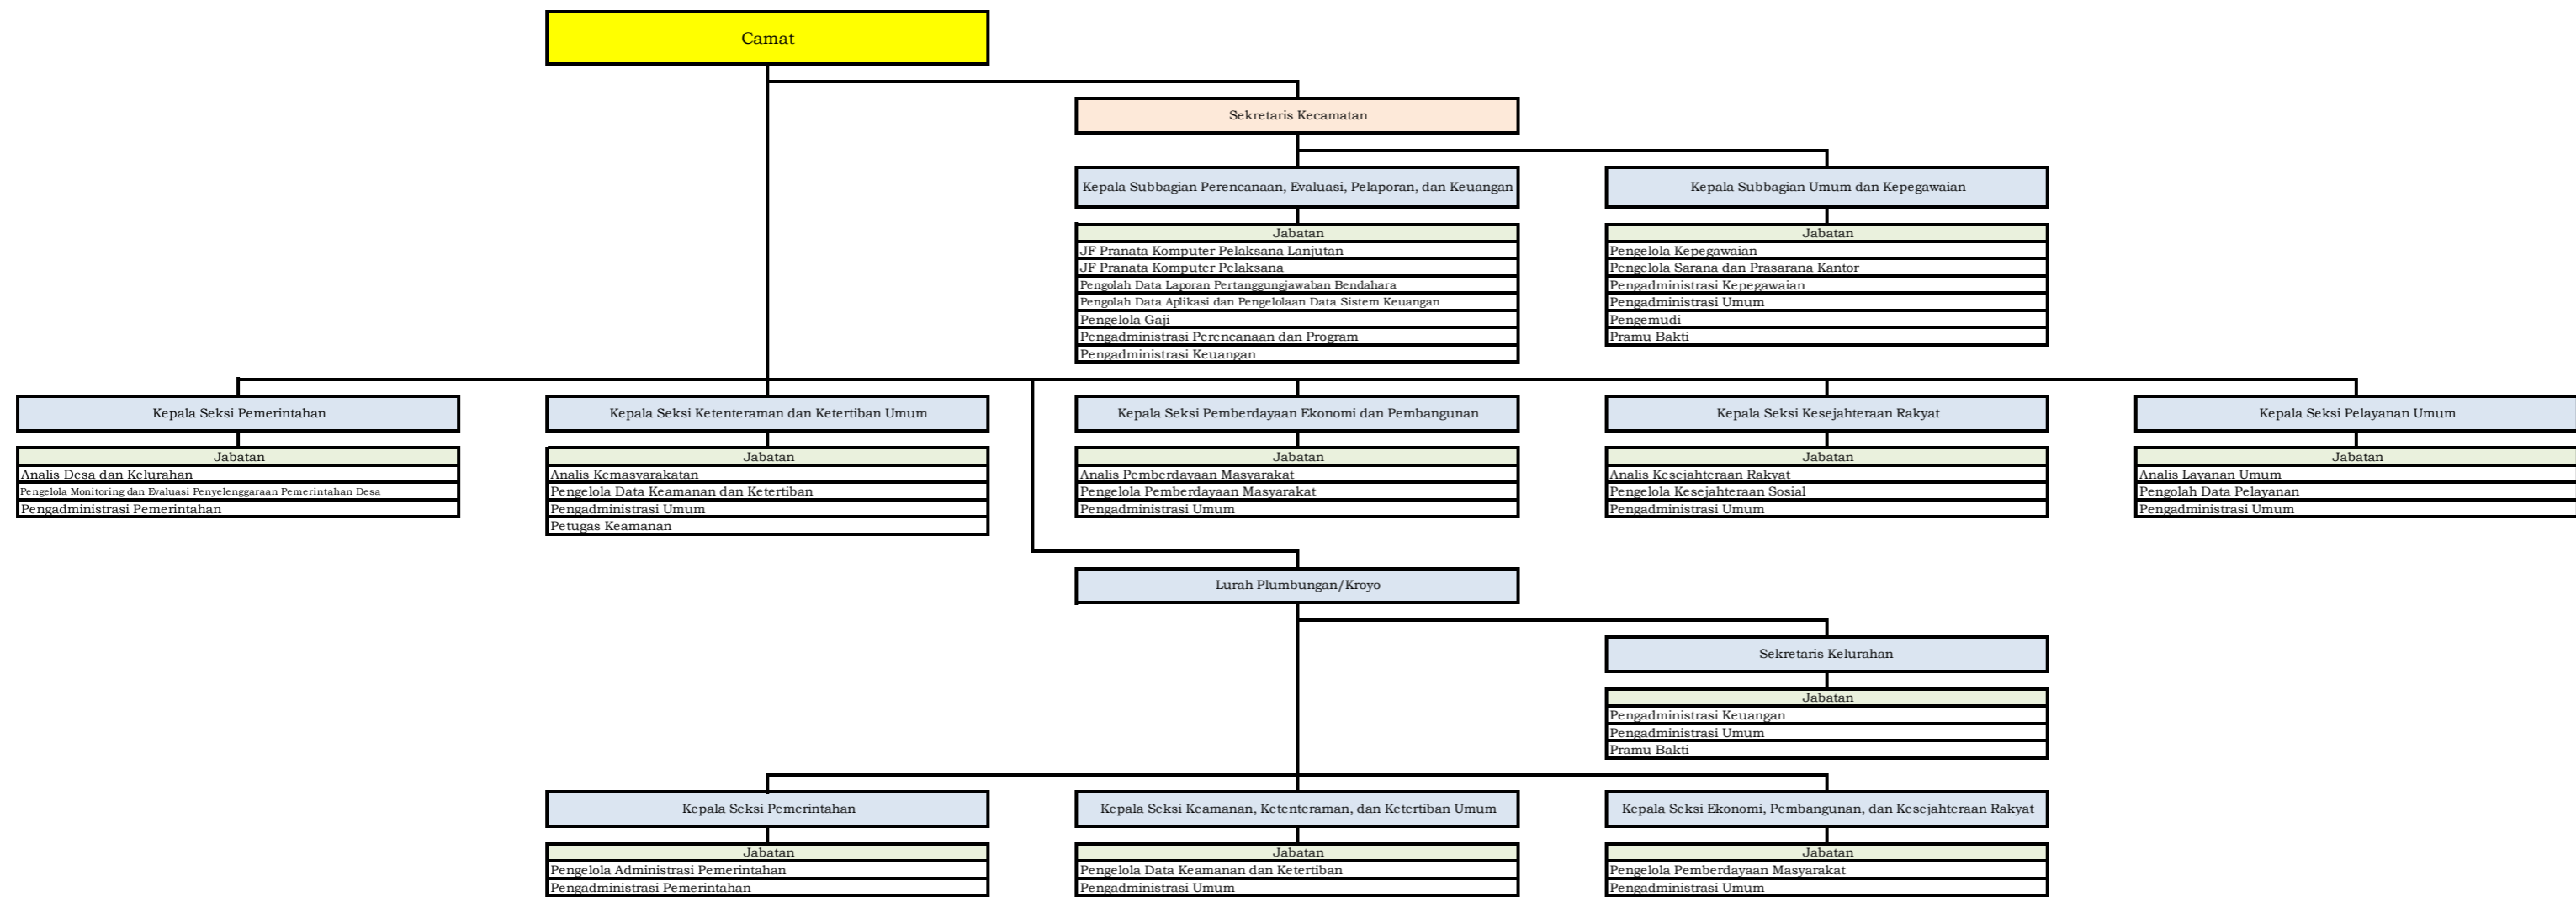 Camat
Sekretaris Kecamatan
Kepala Subbagian Perencanaan, Evaluasi, Pelaporan, dan Keuangan
Jabatan
JF Pranata Komputer Pelaksana Lanjutan
JF Pranata Komputer Pelaksana
Pengolah Data Laporan Pertanggungjawaban Bendahara
Pengolah Data Aplikasi dan Pengelolaan Data Sistem Keuangan
Pengelola Gaji
Pengadministrasi Perencanaan dan Program
Pengadministrasi Keuangan
Kepala Subbagian Umum dan Kepegawaian
Jabatan
Pengelola Kepegawaian
Pengelola Sarana dan Prasarana Kantor
Pengadministrasi Kepegawaian
Pengadministrasi Umum
Pengemudi
Pramu Bakti
Kepala Seksi Pemerintahan
Jabatan
Analis Desa dan Kelurahan
Pengelola Monitoring dan Evaluasi Penyelenggaraan Pemerintahan Desa
Pengadministrasi Pemerintahan
Kepala Seksi Ketenteraman dan Ketertiban Umum
Jabatan
Analis Kemasyarakatan
Pengelola Data Keamanan dan Ketertiban
Pengadministrasi Umum
Petugas Keamanan
Kepala Seksi Pemberdayaan Ekonomi dan Pembangunan
Jabatan
Analis Pemberdayaan Masyarakat
Pengelola Pemberdayaan Masyarakat
Pengadministrasi Umum
Kepala Seksi Kesejahteraan Rakyat
Jabatan
Analis Kesejahteraan Rakyat
Pengelola Kesejahteraan Sosial
Pengadministrasi Umum
Kepala Seksi Pelayanan Umum
Jabatan
Analis Layanan Umum
Pengolah Data Pelayanan
Pengadministrasi Umum
Lurah Plumbungan/Kroyo
Sekretaris Kelurahan
Jabatan
Pengadministrasi Keuangan
Pengadministrasi Umum
Pramu Bakti
Kepala Seksi Pemerintahan
Jabatan
Pengelola Administrasi Pemerintahan
Pengadministrasi Pemerintahan
Kepala Seksi Keamanan, Ketenteraman, dan Ketertiban Umum
Jabatan
Pengelola Data Keamanan dan Ketertiban
Pengadministrasi Umum
Kepala Seksi Ekonomi, Pembangunan, dan Kesejahteraan Rakyat
Jabatan
Pengelola Pemberdayaan Masyarakat
Pengadministrasi Umum